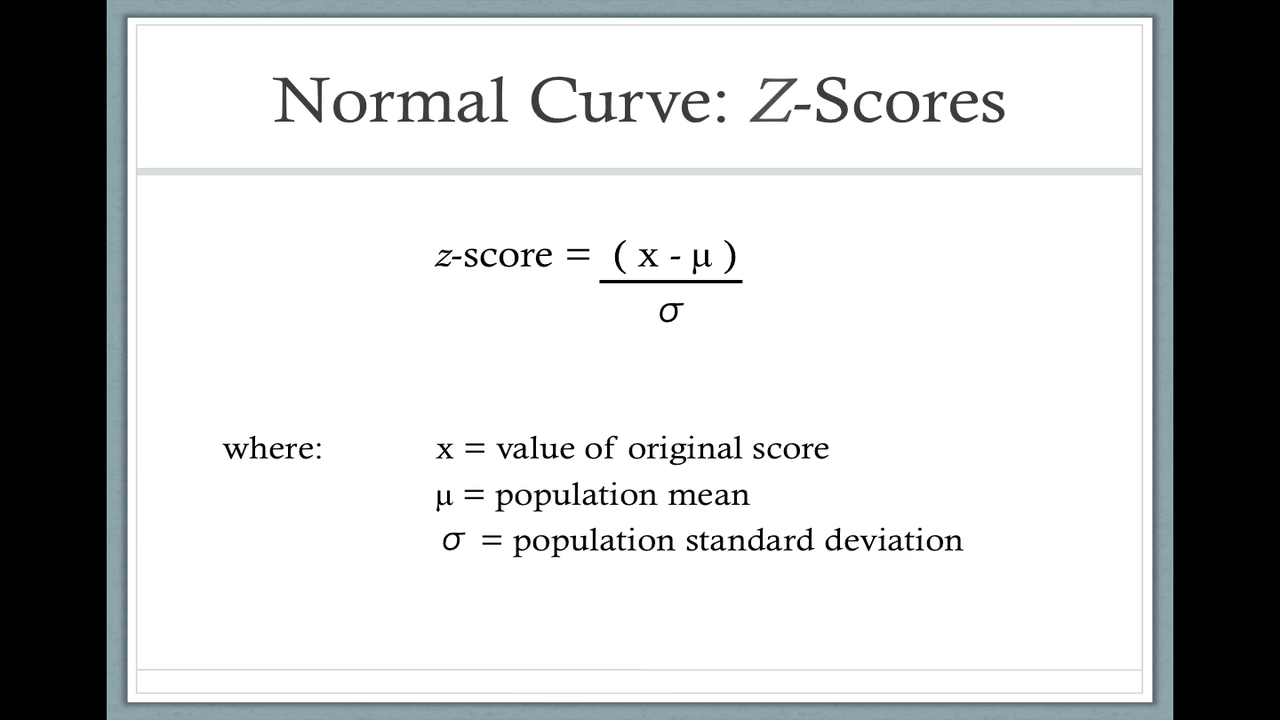 Normal Curve: Z-Scores
z-score = ( x - μ )
σ
where: x = value of original score
μ = population mean
σ = population standard deviation